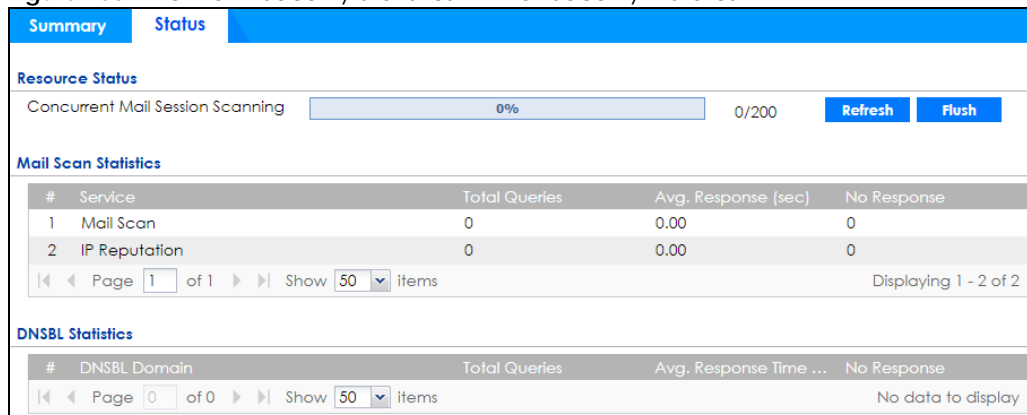 Summary Status
Resource Status
Concurrent Mail Session Scanning 0% 0/200 Refresh Flush
Mail Scan Statistics
# Service Total Queries Avg. Response (sec) No Response
1 Mail Scan 0 0.00 0
2 IP Reputation 0 0.00 0
Page 1 of 1 Show 50 items Displaying 1 - 2 of 2
DNSBL Statistics
# DNSBL Domain Total Queries Avg. Response Time ... No Response
Page 0 of 0 Show 50 items No data to display